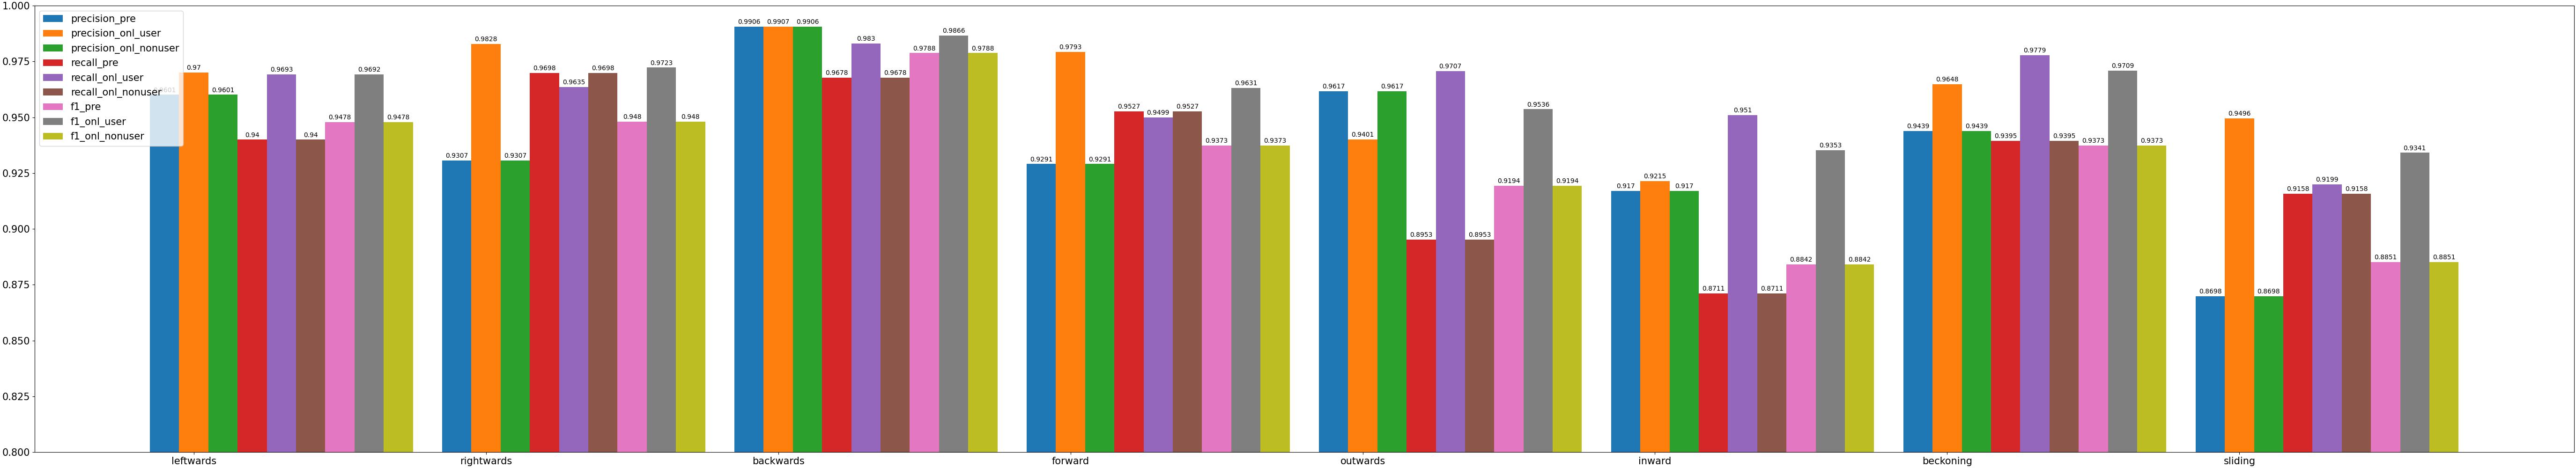 1.000
0.975
0.950
0.925
0.900
0.875
0.850
0.825
0.800
precision_pre
precision_onl_user
precision_onl_nonuser
recall_pre
recall_onl_user
recall_onl_nonuser
f1_pre
f1_onl_user
f1_onl_nonuser
0.9601 0.97 0.9601 0.94 0.9693 0.94 0.9478 0.9692 0.9478
0.9307 0.9828 0.9307 0.9698 0.9635 0.9698 0.948 0.9723 0.948
0.9906 0.9907 0.9906 0.9678 0.983 0.9678 0.9788 0.9866 0.9788
0.9291 0.9793 0.9291 0.9527 0.9499 0.9527 0.9373 0.9631 0.9373
0.9617 0.9401 0.9617 0.8953 0.9707 0.8953 0.9194 0.9536 0.9194
0.917 0.9215 0.917 0.8711 0.951 0.8711 0.8842 0.9353 0.8842
0.9439 0.9648 0.9439 0.9395 0.9779 0.9395 0.9373 0.9709 0.9373
0.8698 0.9496 0.8698 0.9158 0.9199 0.9158 0.8851 0.9341 0.8851
leftwards rightwards backwards forward outwards inward beckoning sliding